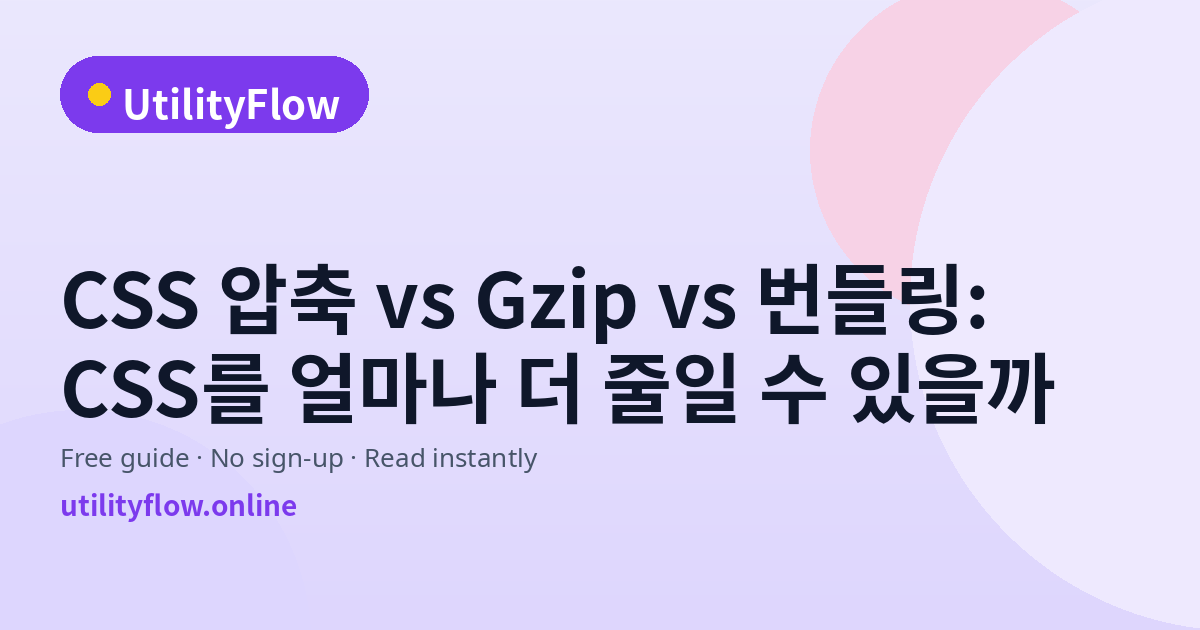 UtilityFlow
CSS 압축 vs Gzip vs 번들링:
CSS를 얼마나 더 줄일 수 있을까
Free guide · No sign-up · Read instantly
utilityflow.online